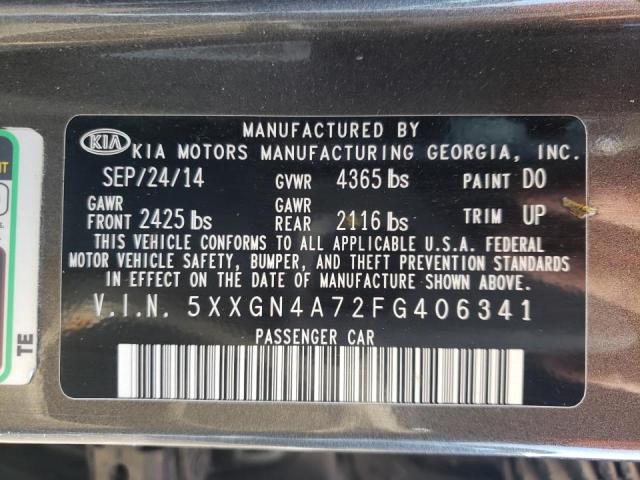 MANUFACTURED BY
KIA KIA MOTORS MANUFACTURING GEORGIA, INC.
SEP/24/14 GVWR 4365 lbs PAINT DO
GAWR FRONT 2425 lbs GAWR REAR 2116 lbs TRIM UP
THIS VEHICLE CONFORMS TO ALL APPLICABLE U.S.A. FEDERAL
MOTOR VEHICLE SAFETY, BUMPER, AND THEFT PREVENTION STANDARDS
IN EFFECT ON THE DATE OF MANUFACTURE SHOWN ABOVE.
V.I.N. 5XXGN4A72FG406341
PASSENGER CAR
TE